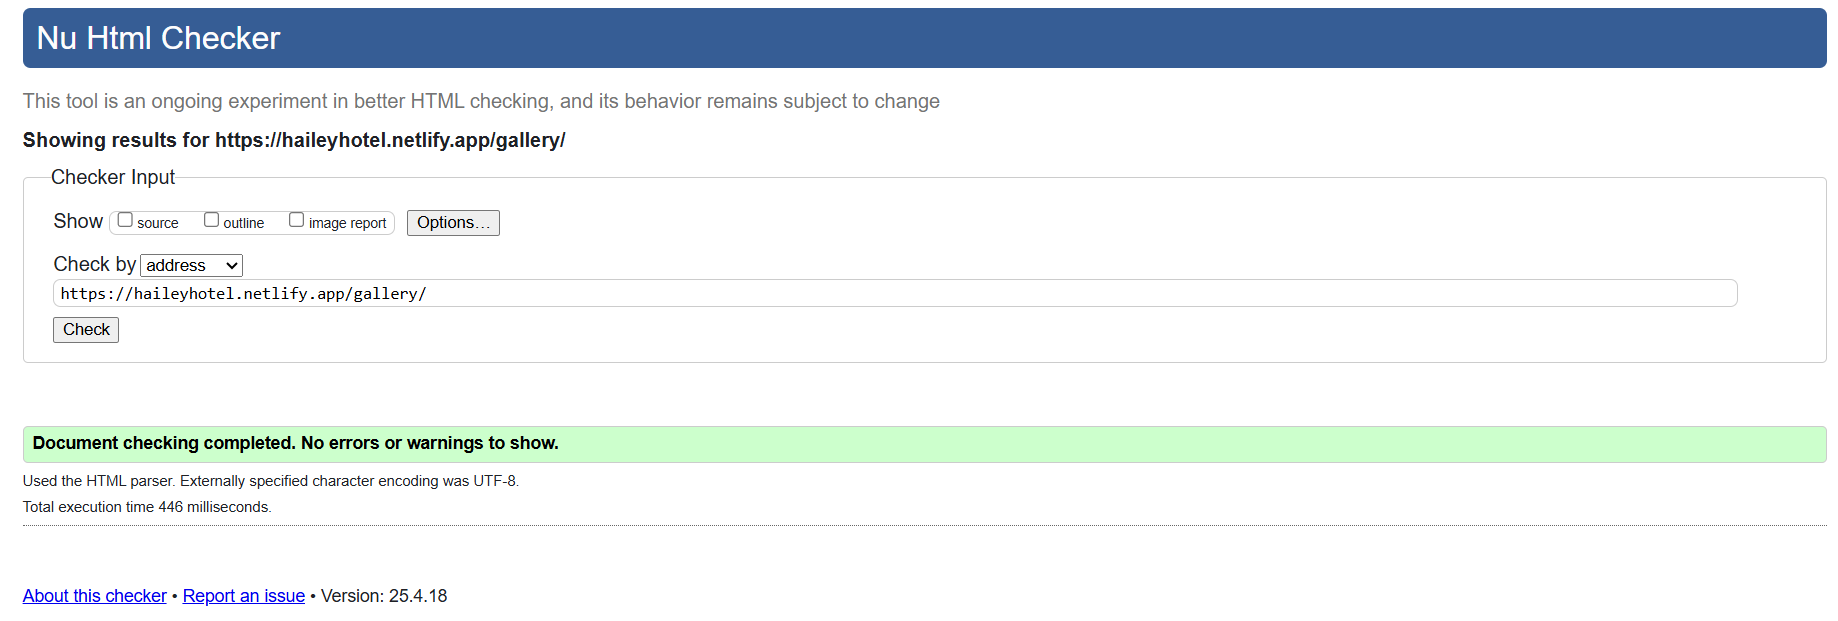 Nu Html Checker
This tool is an ongoing experiment in better HTML checking, and its behavior remains subject to change
Showing results for https://haileyhotel.netlify.app/gallery/
Checker Input
Show source outline image report Options...
Check by address
https://haileyhotel.netlify.app/gallery/
Check
Document checking completed. No errors or warnings to show.
Used the HTML parser. Externally specified character encoding was UTF-8.
Total execution time 446 milliseconds.
About this checker • Report an issue • Version: 25.4.18